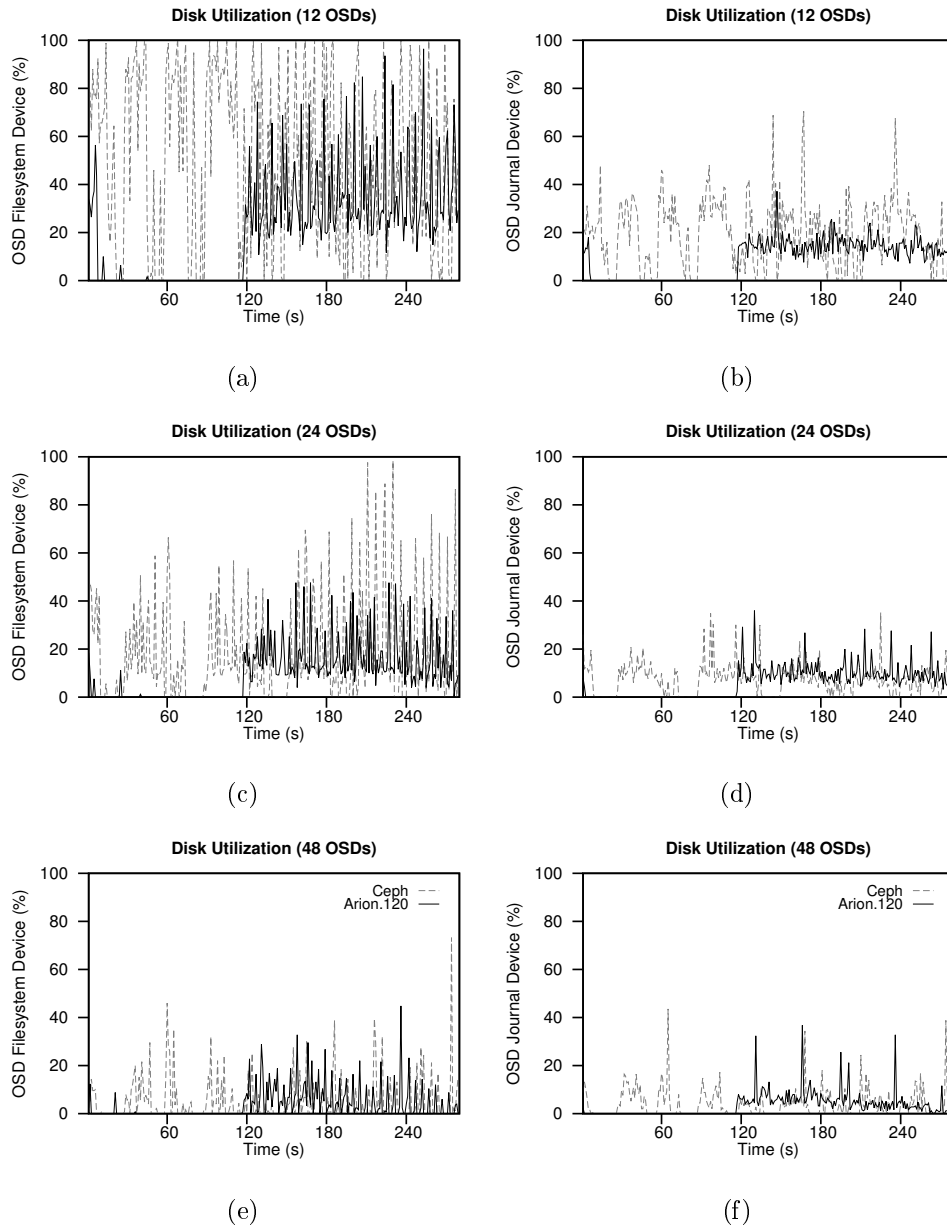 Disk Utilization (12 OSDs)
OSD Filesystem Device (%)
100
80
60
40
20
0
60
120
180
240
Time (s)
(a)
Disk Utilization (12 OSDs)
OSD Journal Device (%)
100
80
60
40
20
0
60
120
180
240
Time (s)
(b)
Disk Utilization (24 OSDs)
OSD Filesystem Device (%)
100
80
60
40
20
0
60
120
180
240
Time (s)
(c)
Disk Utilization (24 OSDs)
OSD Journal Device (%)
100
80
60
40
20
0
60
120
180
240
Time (s)
(d)
Disk Utilization (48 OSDs)
OSD Filesystem Device (%)
100
80
60
40
20
0
60
120
180
240
Time (s)
Ceph
Arion.120
(e)
Disk Utilization (48 OSDs)
OSD Journal Device (%)
100
80
60
40
20
0
60
120
180
240
Time (s)
Ceph
Arion.120
(f)